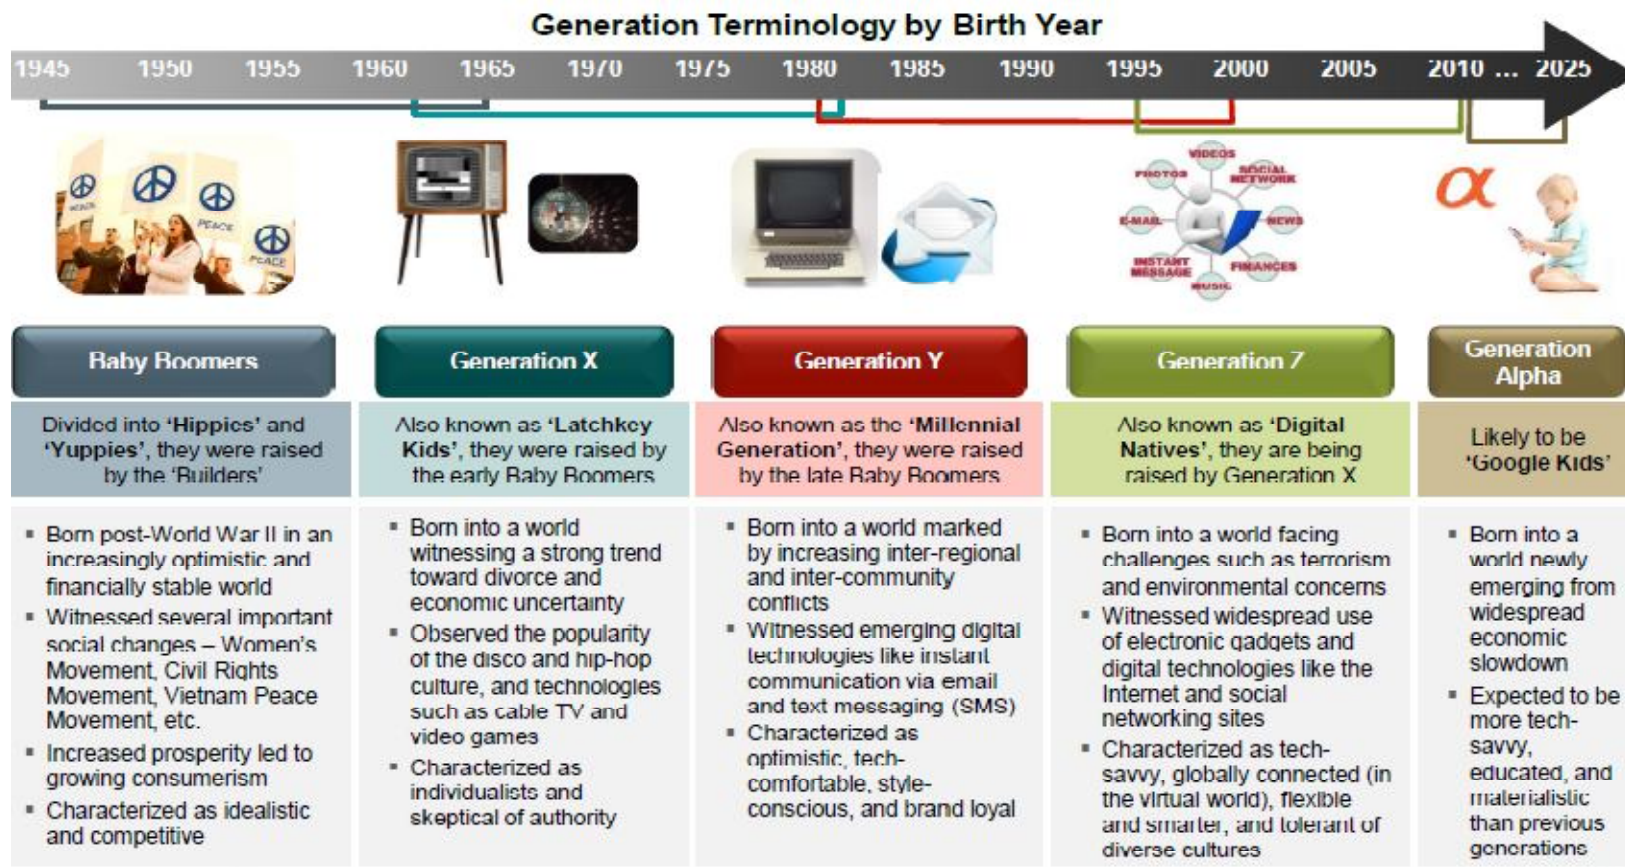 Generation Terminology by Birth Year
1945 1950 1955 1960 1965 1970 1975 1980 1985 1990 1995 2000 2005 2010 ... 2025
PEACE
PEACE
PEACE
VIDEOS
PHOTOS
SOCIAL
NETWORK
E-MAIL
NEWS
INSTANT
MESSAGE
FINANCES
MUSIC
α
Baby Boomers
Divided into ‘Hippies’ and
‘Yuppies’, they were raised
by the ‘Builders’
▪ Born post-World War II in an
increasingly optimistic and
financially stable world
▪ Witnessed several important
social changes – Women’s
Movement, Civil Rights
Movement, Vietnam Peace
Movement, etc.
▪ Increased prosperity led to
growing consumerism
▪ Characterized as idealistic
and competitive
Generation X
Also known as ‘Latchkey
Kids’, they were raised by
the early Baby Boomers
▪ Born into a world
witnessing a strong trend
toward divorce and
economic uncertainty
▪ Observed the popularity
of the disco and hip-hop
culture, and technologies
such as cable TV and
video games
▪ Characterized as
individualists and
skeptical of authority
Generation Y
Also known as the ‘Millennial
Generation’, they were raised
by the late Baby Boomers
▪ Born into a world marked
by increasing inter-regional
and inter-community
conflicts
▪ Witnessed emerging digital
technologies like instant
communication via email
and text messaging (SMS)
▪ Characterized as
optimistic, tech-
comfortable, style-
conscious, and brand loyal
Generation Z
Also known as ‘Digital
Natives’, they are being
raised by Generation X
▪ Born into a world facing
challenges such as terrorism
and environmental concerns
▪ Witnessed widespread use
of electronic gadgets and
digital technologies like the
Internet and social
networking sites
▪ Characterized as tech-
savvy, globally connected (in
the virtual world), flexible
and smarter, and tolerant of
diverse cultures
Generation
Alpha
Likely to be
‘Google Kids’
▪ Born into a
world newly
emerging from
widespread
economic
slowdown
▪ Expected to be
more tech-
savvy,
educated, and
materialistic
than previous
generations